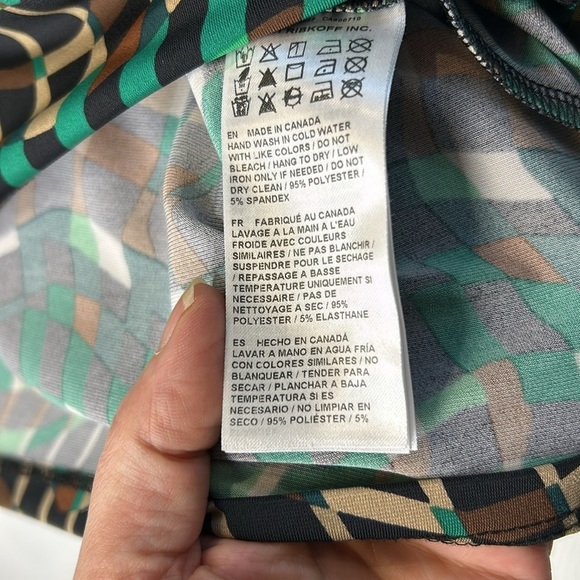 RIBKOFF INC.
EN MADE IN CANADA
HAND WASH IN COLD WATER
WITH LIKE COLORS / DO NOT
BLEACH / HANG TO DRY / LOW
IRON ONLY IF NEEDED / DO NOT
DRY CLEAN / 95% POLYESTER /
5% SPANDEX
FR FABRIQUÉ AU CANADA
LAVAGE A LA MAIN A L'EAU
FROIDE AVEC COULEURS
SIMILAIRES / NE PAS BLANCHIR /
SUSPENDRE POUR LE SECHAGE
/ REPASSAGE A BASSE
TEMPERATURE UNIQUEMENT SI
NECESSAIRE / PAS DE
NETTOYAGE A SEC / 95%
POLYESTER / 5% ELASTHANE
ES HECHO EN CANADÁ
LAVAR A MANO EN AGUA FRÍA
CON COLORES SIMILARES / NO
BLANQUEAR / TENDER PARA
SECAR / PLANCHAR A BAJA
TEMPERATURA SI ES
NECESARIO / NO LIMPIAR EN
SECO / 95% POLIÉSTER / 5%